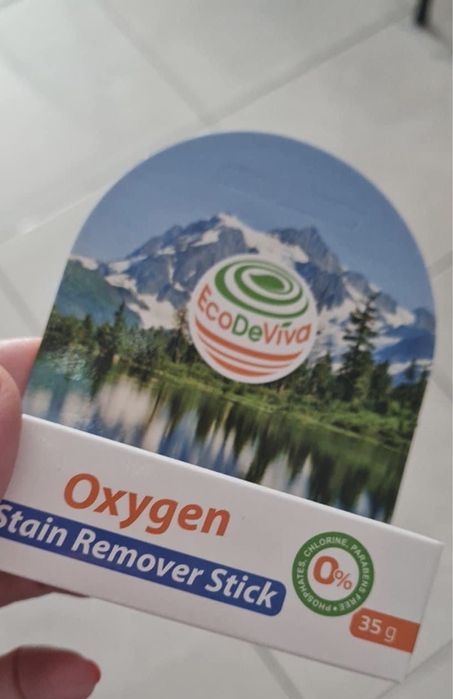 EcoDeViva
Oxygen
Stain Remover Stick
PHOSPHATES, CHLORINE, PARABENS FREE •
0%
35 g